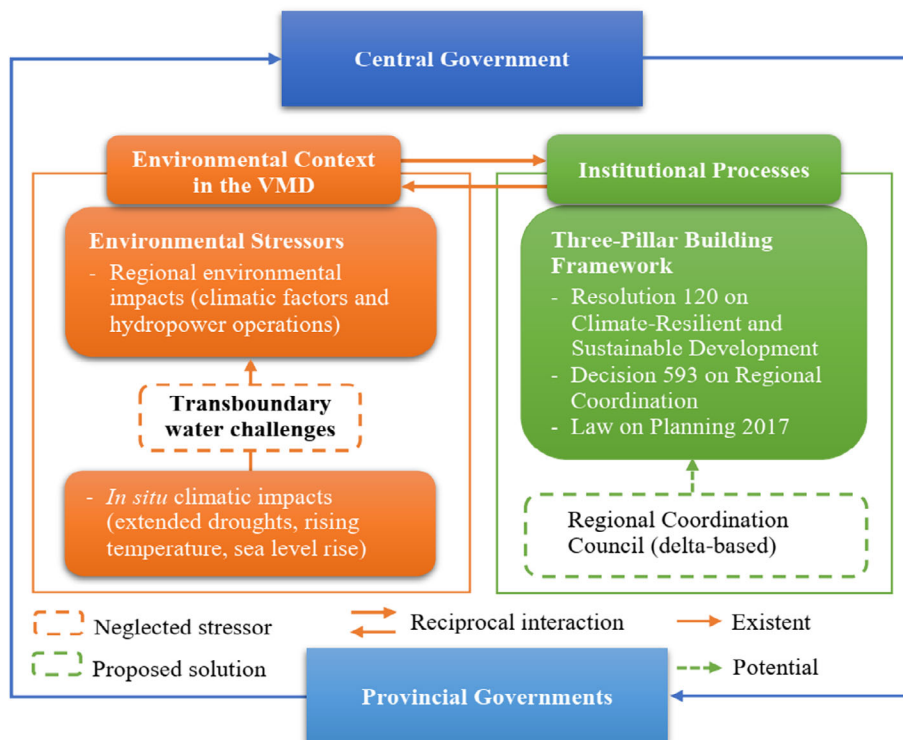 Central Government
Environmental Context
in the VMD
Institutional Processes
Environmental Stressors
- Regional environmental
impacts (climatic factors and
hydropower operations)
Transboundary
water challenges
- In situ climatic impacts
(extended droughts, rising
temperature, sea level rise)
Three-Pillar Building
Framework
- Resolution 120 on
Climate-Resilient and
Sustainable Development
- Decision 593 on Regional
Coordination
- Law on Planning 2017
Regional Coordination
Council (delta-based)
Neglected stressor
Reciprocal interaction
Existent
Proposed solution
Potential
Provincial Governments